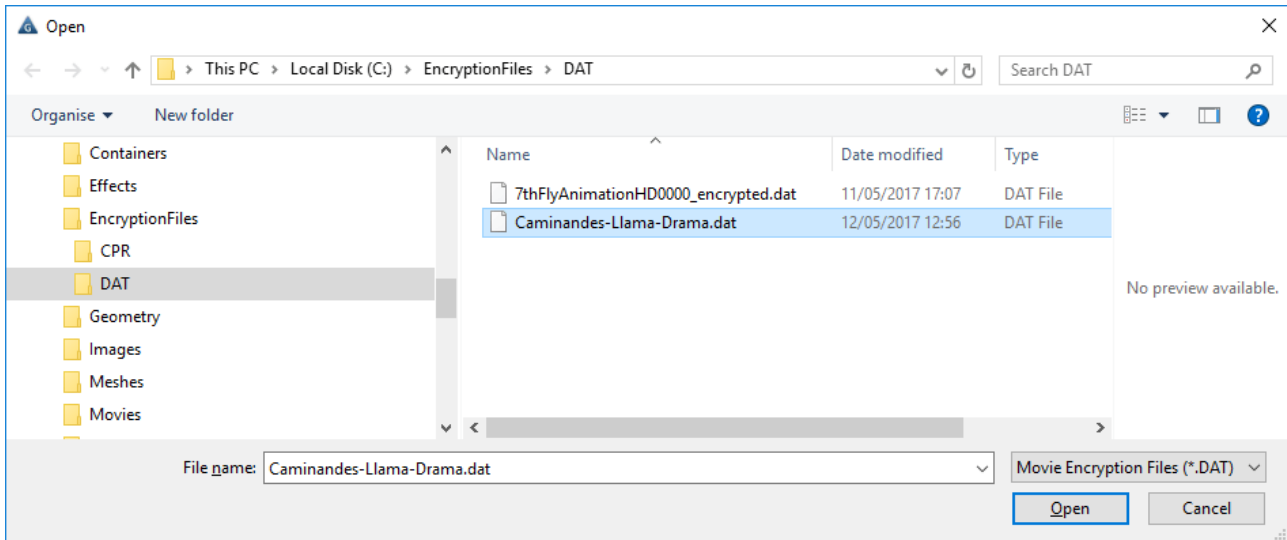 Open
This PC > Local Disk (C:) > EncryptionFiles > DAT
Search DAT
Organise
New folder
Containers
Effects
EncryptionFiles
CPR
DAT
Geometry
Images
Meshes
Movies
Name Date modified Type
7thFlyAnimationHD0000_encrypted.dat 11/05/2017 17:07 DAT File
Caminandes-Llama-Drama.dat 12/05/2017 12:56 DAT File
No preview available.
File name: Caminandes-Llama-Drama.dat
Movie Encryption Files (*.DAT)
Open
Cancel